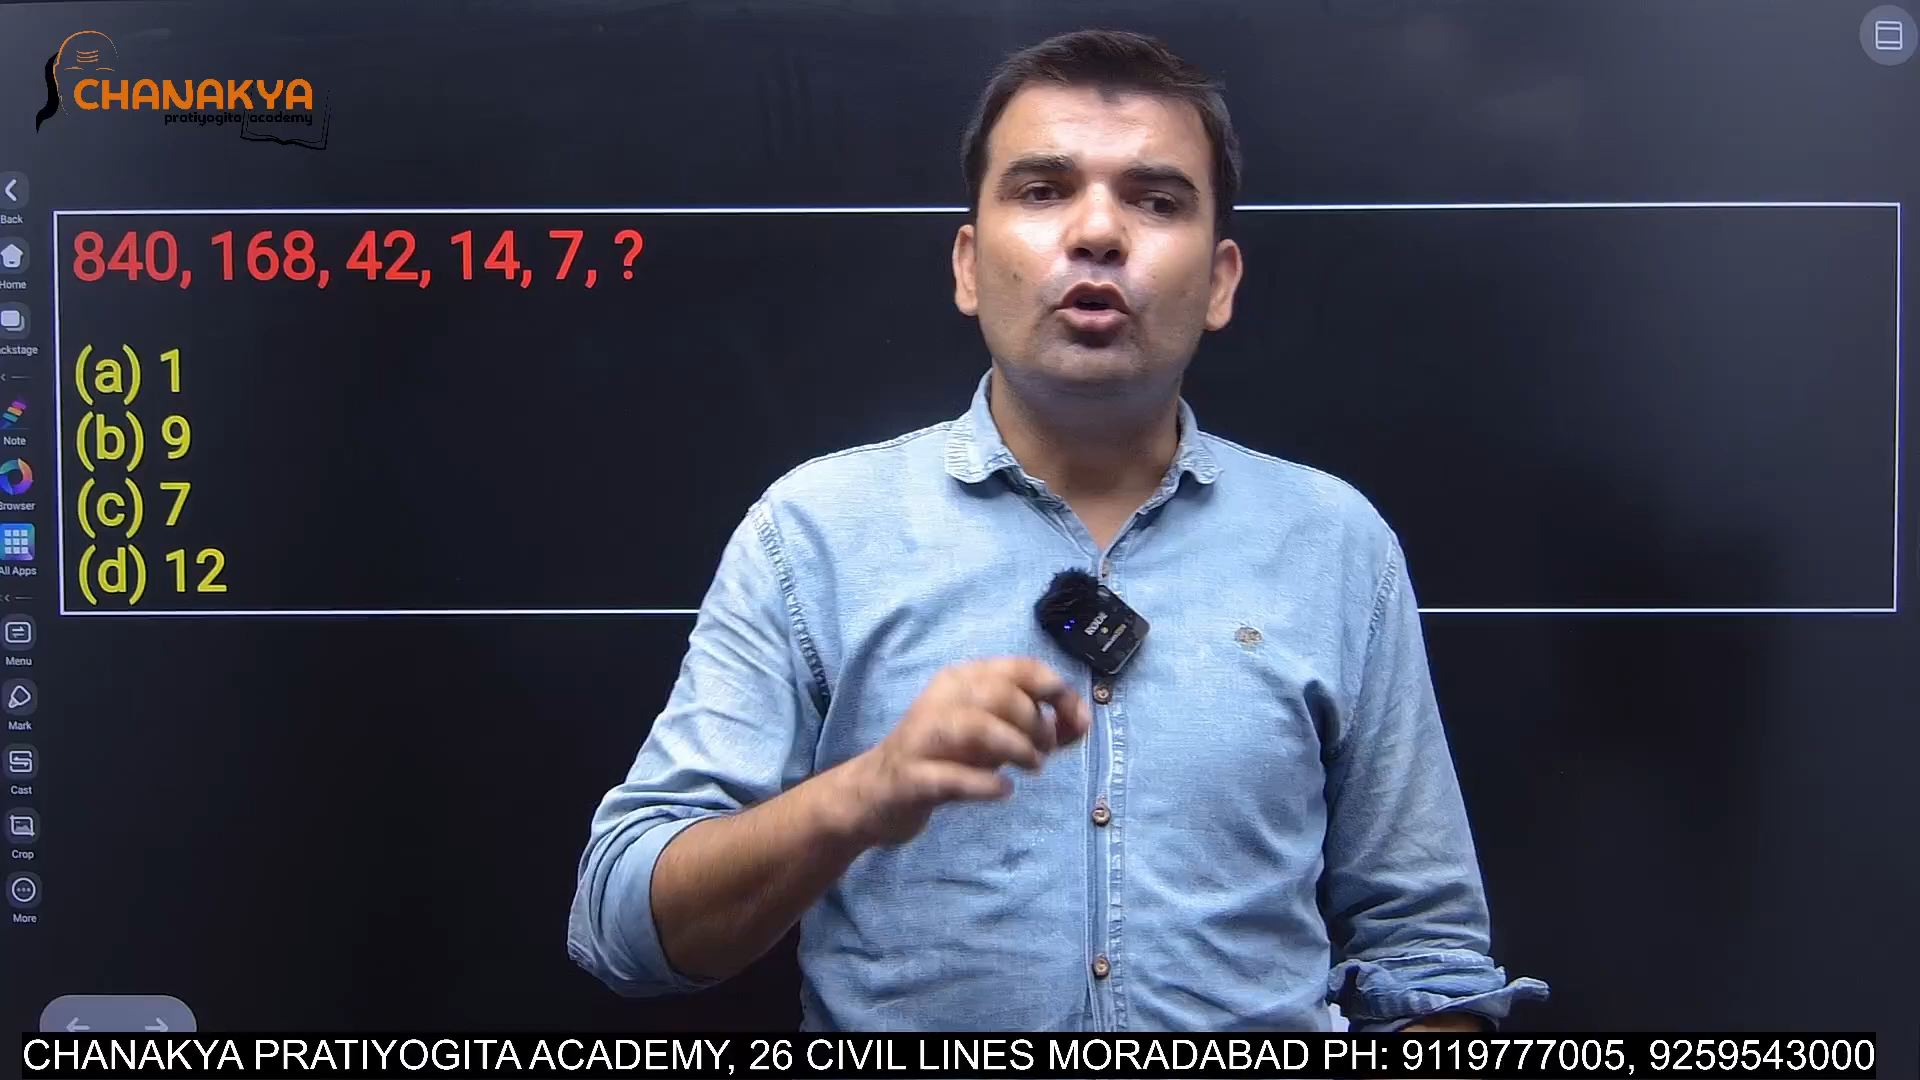 CHANAKYA
pratiyogita academy
840, 168, 42, 14, 7, ?
(a) 1
(b) 9
(c) 7
(d) 12
Back
Home
ckstage
Note
Browser
All Apps
Menu
Mark
Cast
Crop
More
CHANAKYA PRATIYOGITA ACADEMY, 26 CIVIL LINES MORADABAD PH: 9119777005, 9259543000